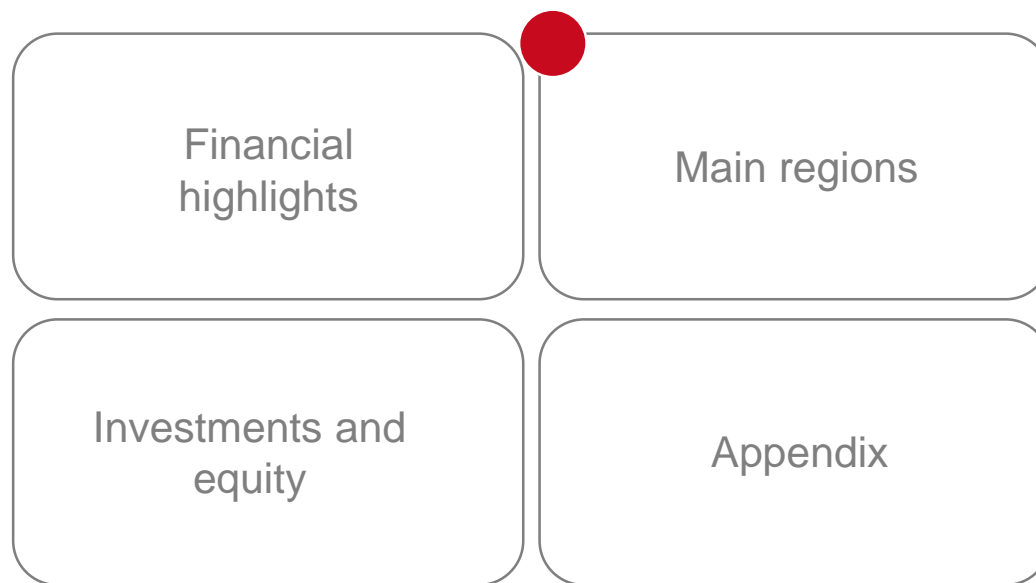 Financial
highlights
Main regions
Investments and
equity
Appendix